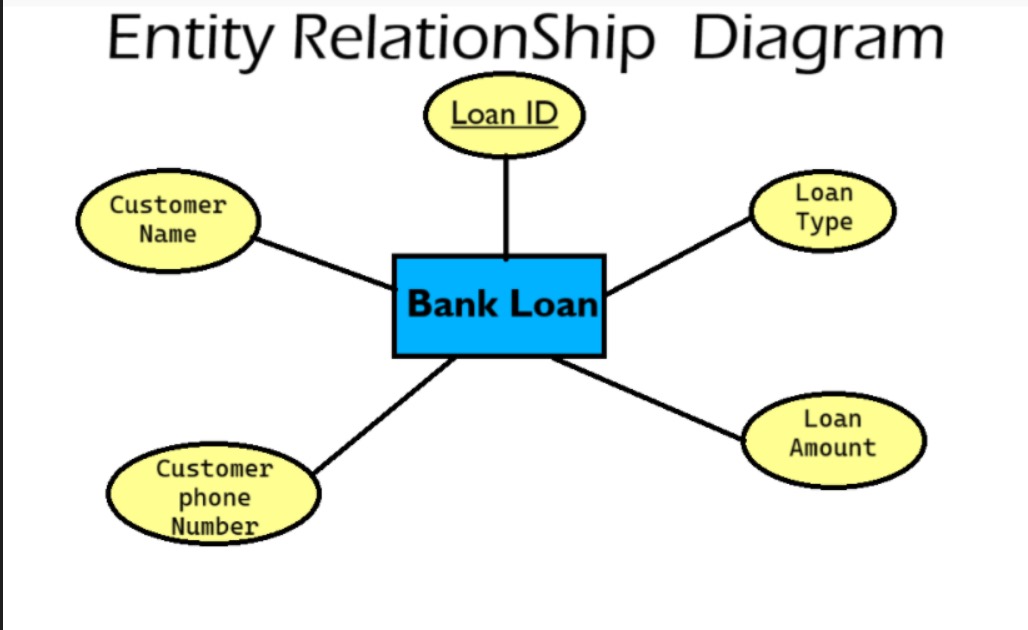 Entity RelationShip Diagram
Loan ID
Customer
Name
Loan
Type
Bank Loan
Loan
Amount
Customer
phone
Number